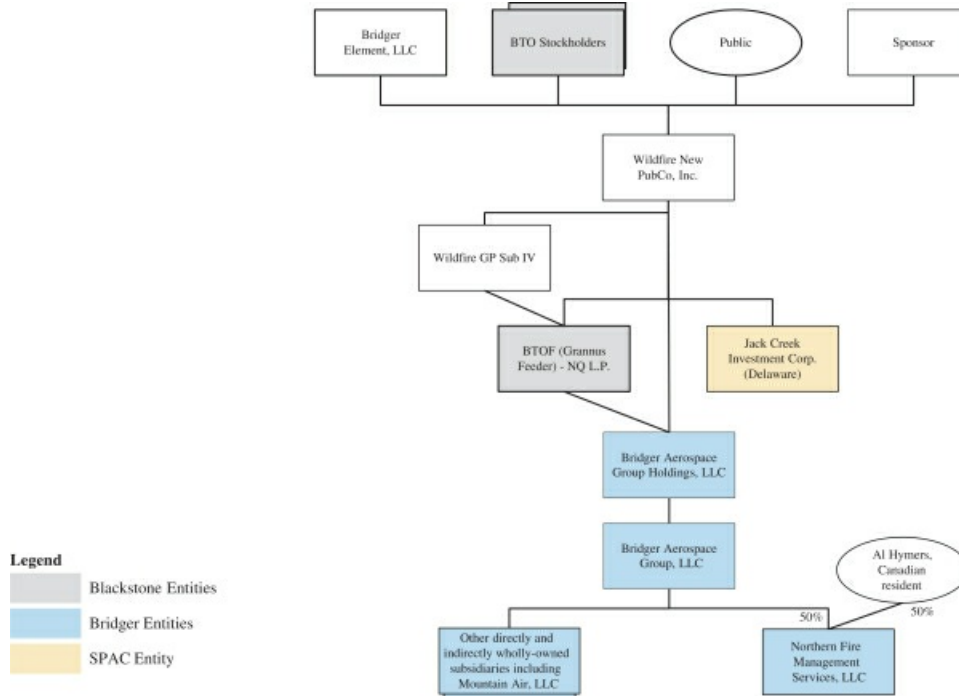 Bridger
Element, LLC
BTO Stockholders
Public
Sponsor
Wildfire New
PubCo, Inc.
Wildfire GP Sub IV
BTOF (Grannus
Feeder) - NQ L.P.
Jack Creek
Investment Corp.
(Delaware)
Bridger Aerospace
Group Holdings, LLC
Bridger Aerospace
Group, LLC
Al Hymers,
Canadian
resident
50%
50%
Other directly and
indirectly wholly-owned
subsidiaries including
Mountain Air, LLC
Northern Fire
Management
Services, LLC
Legend
Blackstone Entities
Bridger Entities
SPAC Entity